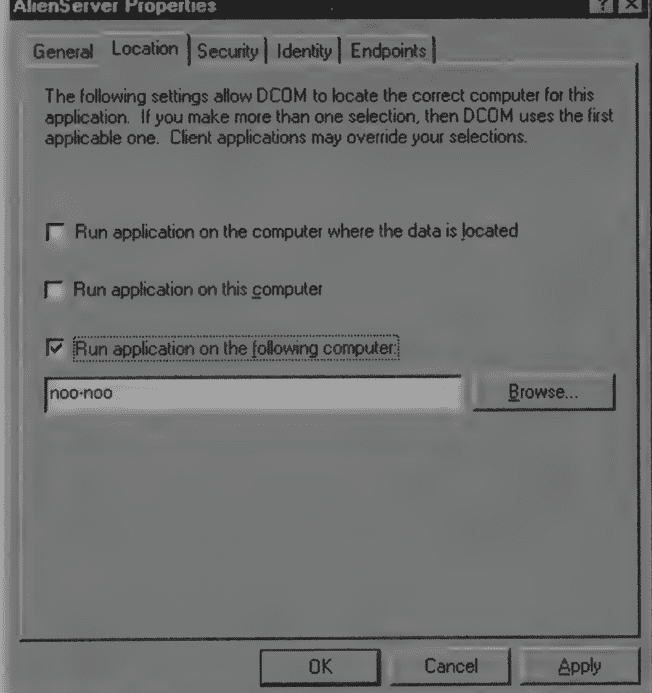 AlienServer Properties
General Location Security Identity Endpoints
The following settings allow DCOM to locate the correct computer for this
application. If you make more than one selection, then DCOM uses the first
applicable one. Client applications may override your selections.
Run application on the computer where the data is located
Run application on this computer
Run application on the following computer:
noo-noo
Browse...
OK Cancel Apply